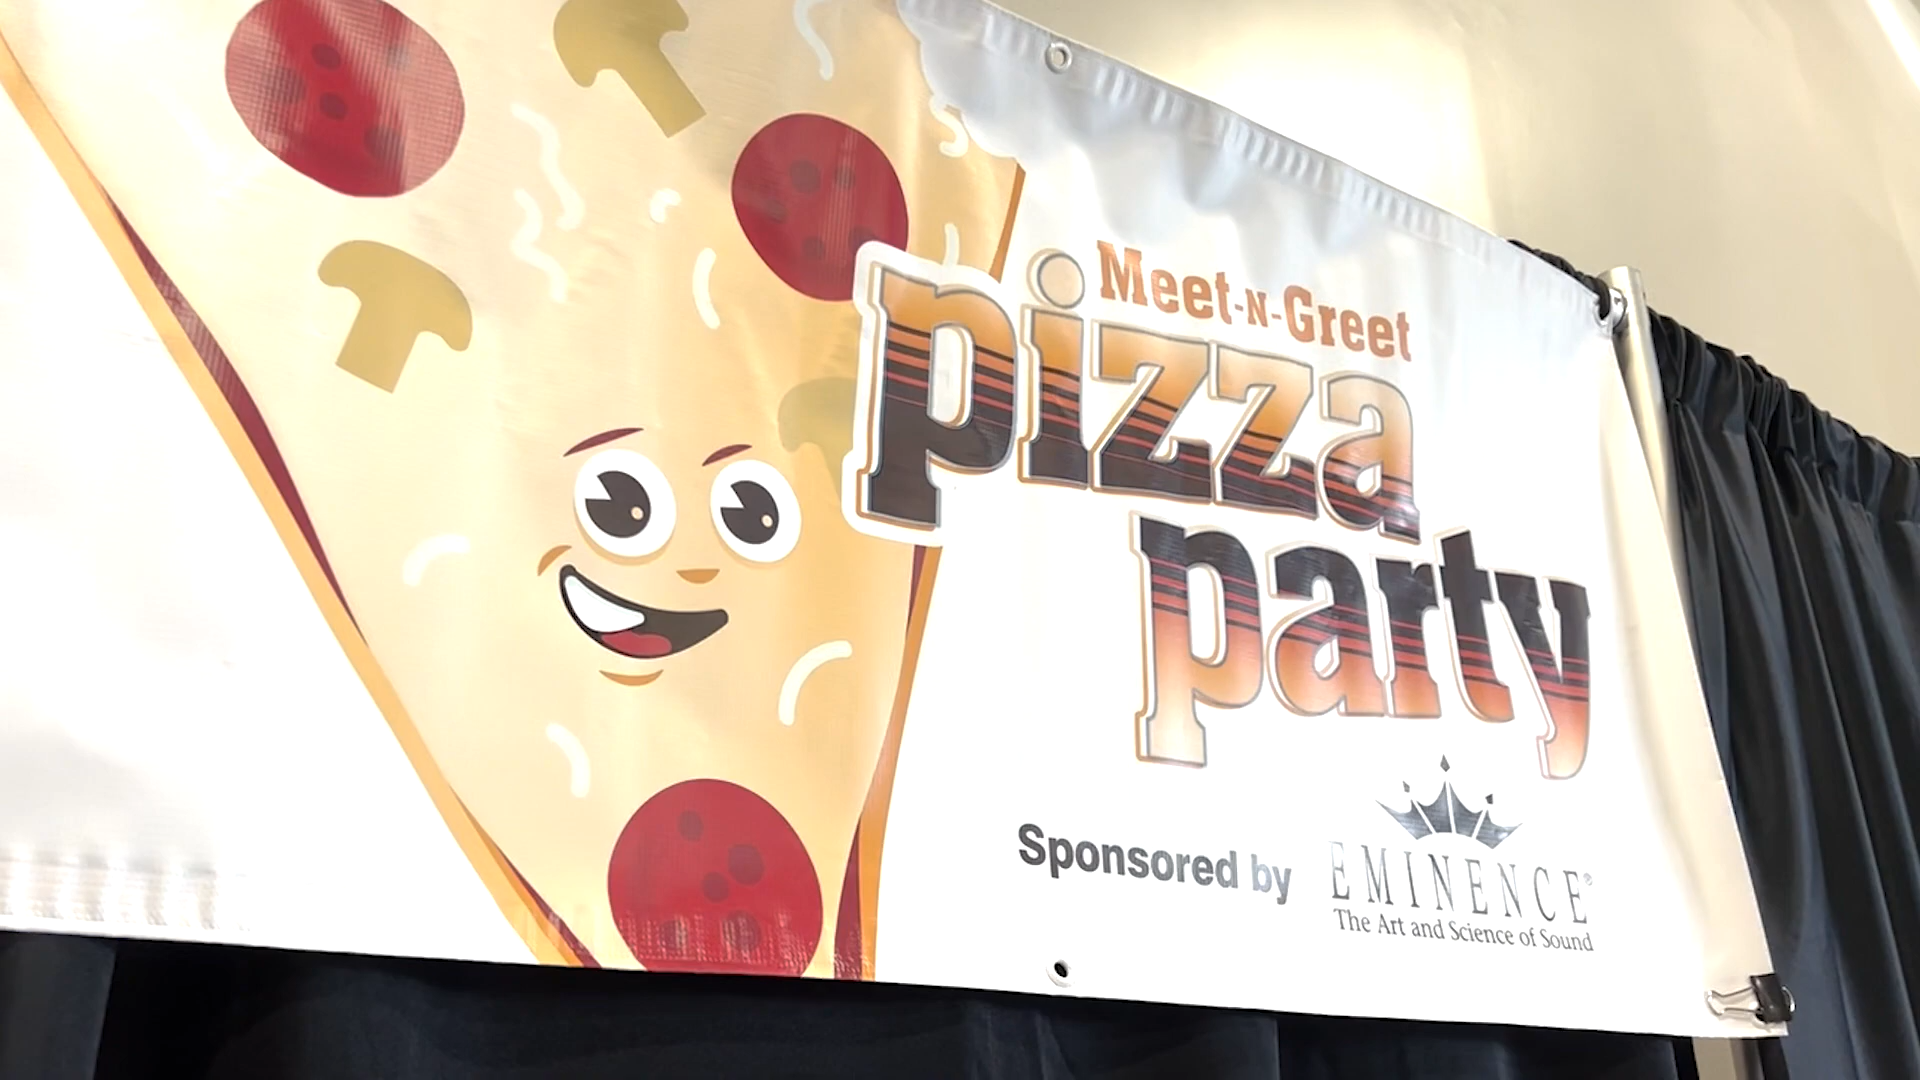 Meet-N-Greet
pizza
party
Sponsored by
EMINENCE®
The Art and Science of Sound